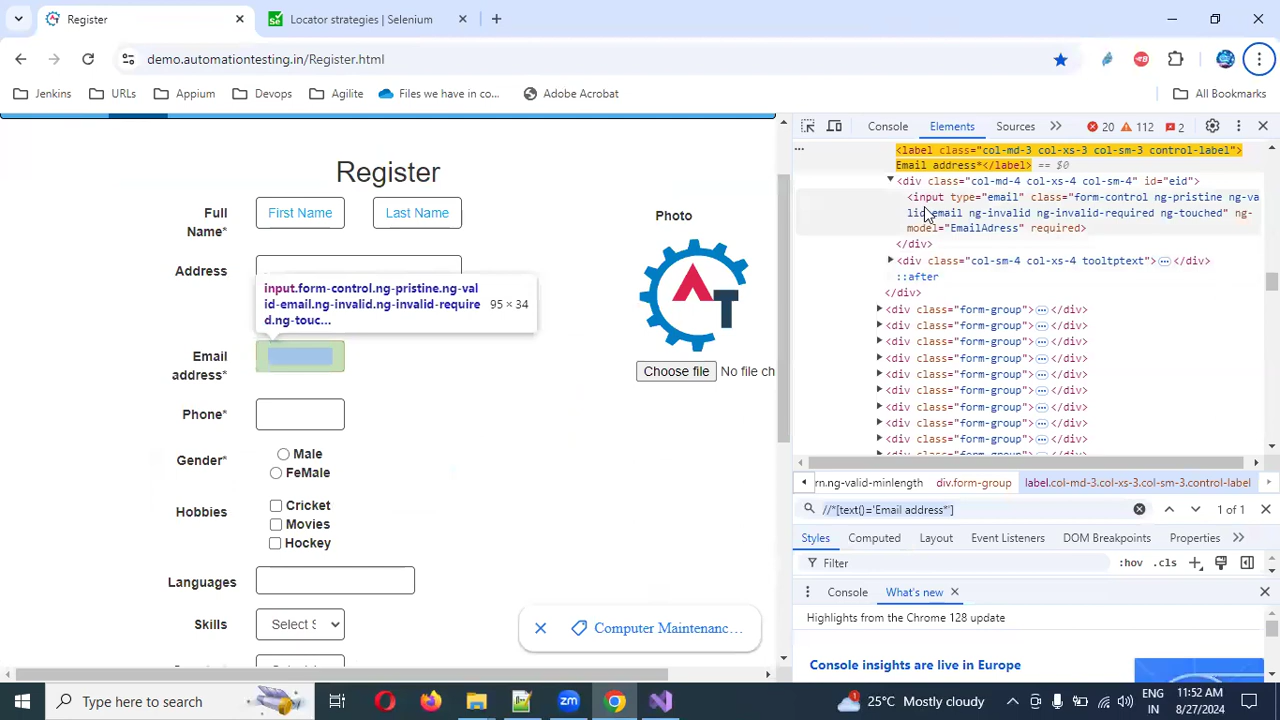 Register
Locator strategies | Selenium
demo.automationtesting.in/Register.html
Jenkins
URLs
Appium
Devops
Agilite
Files we have in co...
Adobe Acrobat
All Bookmarks
Register
Full
Name*
First Name
Last Name
Address
input.form-control.ng-pristine.ng-val
id-email.ng-invalid.ng-invalid-require
d.ng-touc...
95 × 34
Email
address*
Phone*
Gender*
Male
FeMale
Hobbies
Cricket
Movies
Hockey
Languages
Skills
Select S
Photo
Choose file
No file ch
Computer Maintenanc...
Console
Elements
Sources
20
112
2
<label class="col-md-3 col-xs-3 col-sm-3 control-label">
Email address*</label> == $0
<div class="col-md-4 col-xs-4 col-sm-4" id="eid">
<input type="email" class="form-control ng-pristine ng-va
lid-email ng-invalid ng-invalid-required ng-touched" ng-
model="EmailAdress" required>
</div>
<div class="col-sm-4 col-xs-4 tooltptext"> … </div>
::after
</div>
<div class="form-group"> … </div>
<div class="form-group"> … </div>
<div class="form-group"> … </div>
<div class="form-group"> … </div>
<div class="form-group"> … </div>
<div class="form-group"> … </div>
<div class="form-group"> … </div>
<div class="form-group"> … </div>
<div class="form-group"> … </div>
rn.ng-valid-minlength
div.form-group
label.col-md-3.col-xs-3.col-sm-3.control-label
//*[text()='Email address*']
1 of 1
Styles
Computed
Layout
Event Listeners
DOM Breakpoints
Properties
Filter
:hov
.cls
Console
What's new
Highlights from the Chrome 128 update
Console insights are live in Europe
Type here to search
25°C Mostly cloudy
ENG
IN
11:52 AM
8/27/2024